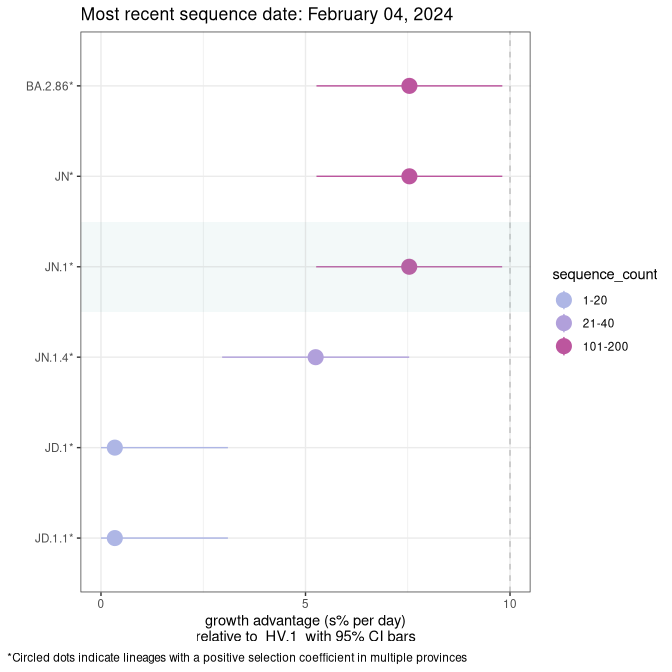 Most recent sequence date: February 04, 2024
BA.2.86*
JN*
JN.1*
JN.1.4*
JD.1*
JD.1.1*
0 5 10
growth advantage (s% per day)
relative to HV.1 with 95% CI bars
sequence_count
1-20
21-40
101-200
*Circled dots indicate lineages with a positive selection coefficient in multiple provinces